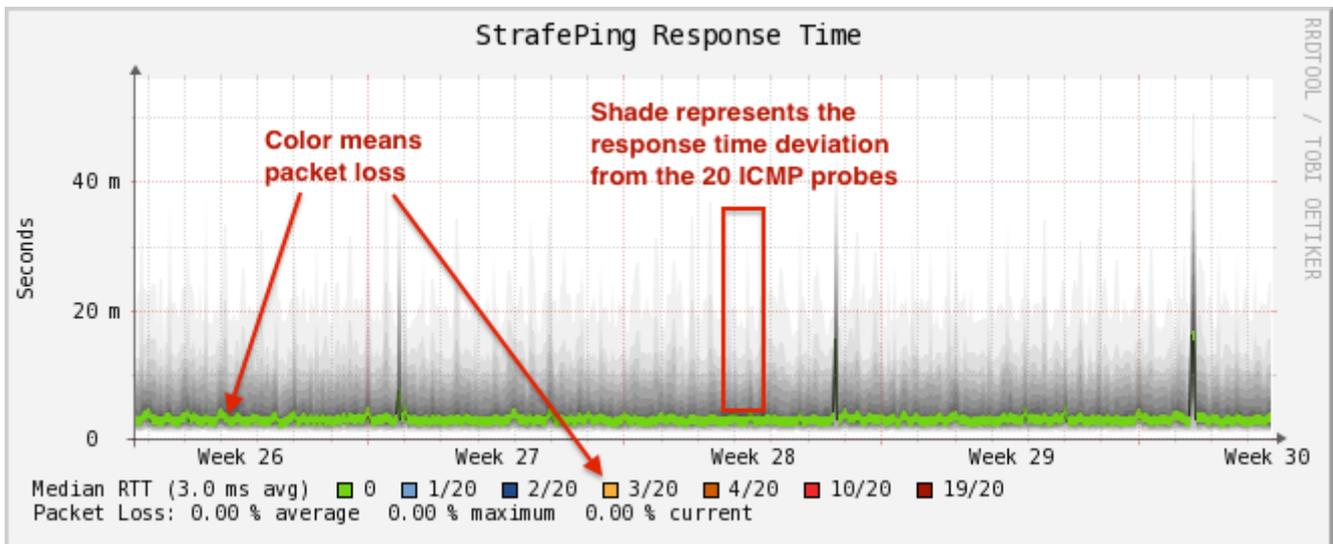 StrafePing Response Time
RRDTOOL / TOBI OETIKER
Shade represents the
response time deviation
from the 20 ICMP probes
Color means
packet loss
Seconds
40 m
20 m
0
Week 26 Week 27 Week 28 Week 29 Week 30
Median RTT (3.0 ms avg) 0 1/20 2/20 3/20 4/20 10/20 19/20
Packet Loss: 0.00 % average 0.00 % maximum 0.00 % current